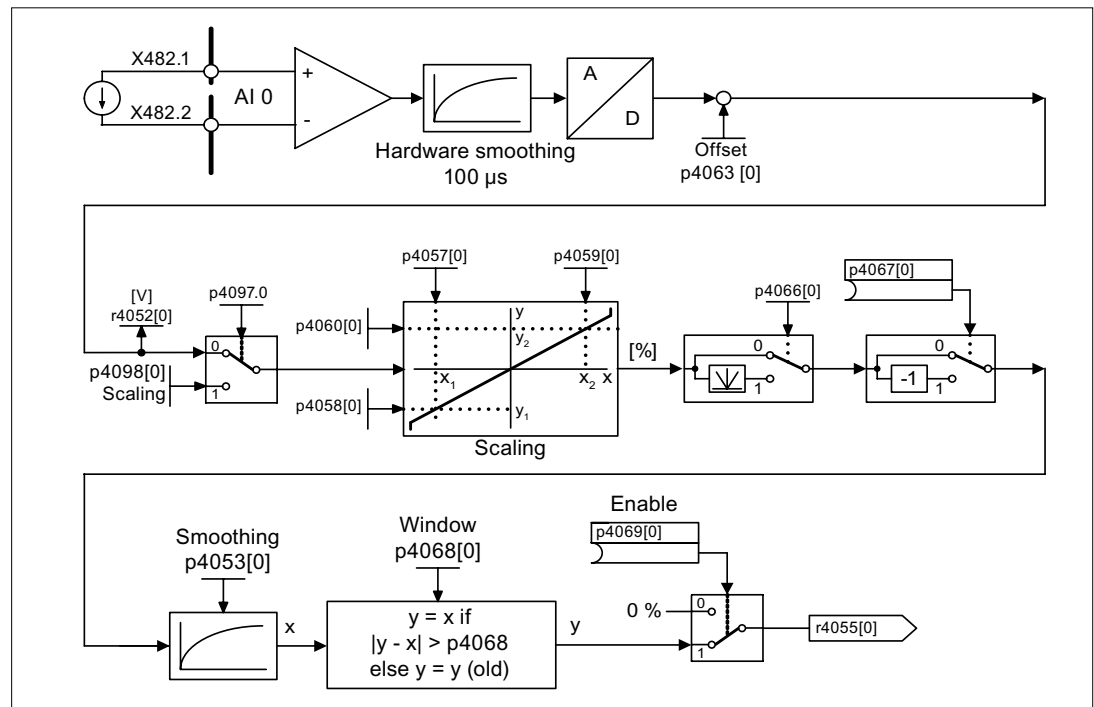 X482.1
X482.2
AI 0
+
-
A
D
Hardware smoothing
100 µs
Offset
p4063 [0]
[V]
r4052[0]
p4098[0]
Scaling
p4097.0
0
1
p4057[0]
p4059[0]
p4060[0]
p4058[0]
y
y2
x1
x2 x
y1
Scaling
[%]
p4066[0]
0
1
p4067[0]
0
-1
1
Smoothing
p4053[0]
x
Window
p4068[0]
y = x if
|y - x| > p4068
else y = y (old)
y
Enable
p4069[0]
0 %
0
1
r4055[0]